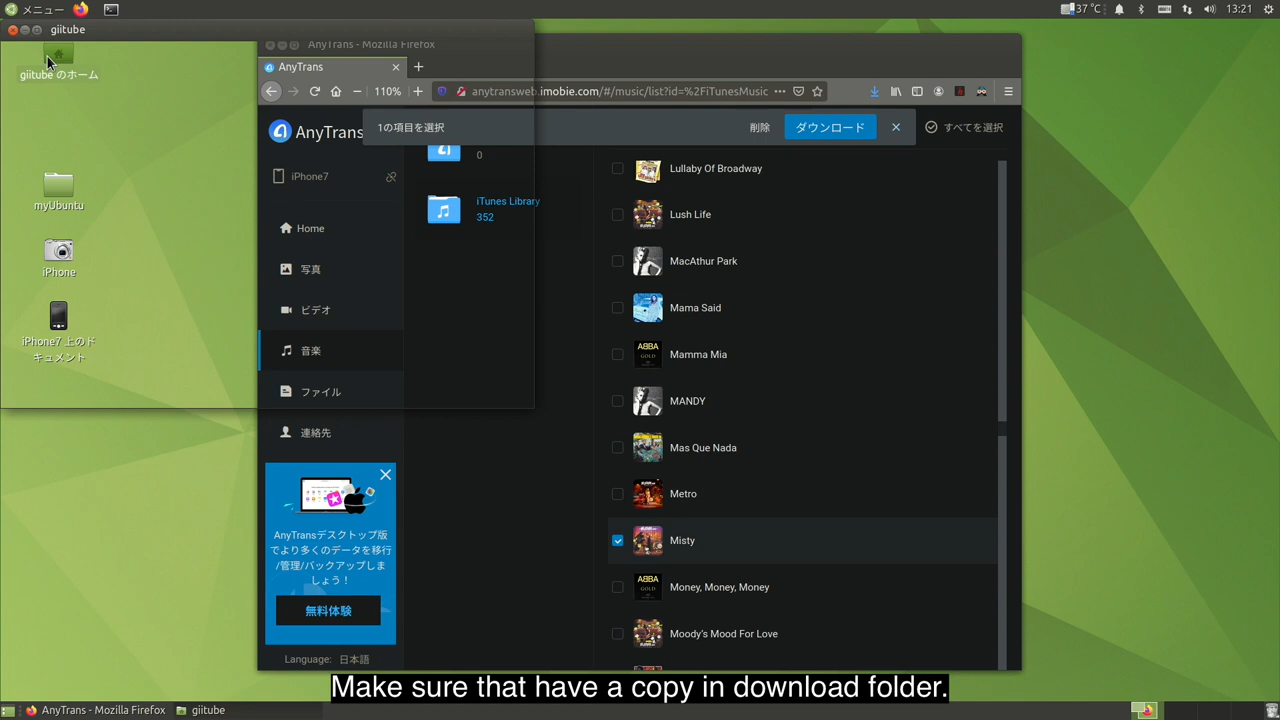 メニュー
37 ℃
13:21
giitube
AnyTrans - Mozilla Firefox
giitube のホーム
AnyTrans
110%
anytransweb.imobie.com/#/music/list?id=%2FiTunesMusic
AnyTrans
1の項目を選択
削除
ダウンロード
すべてを選択
0
iPhone7
iTunes Library
352
myUbuntu
iPhone
iPhone7 上のド
キュメント
Home
写真
ビデオ
音楽
ファイル
連絡先
Lullaby Of Broadway
Lush Life
MacAthur Park
Mama Said
ABBA
GOLD
Mamma Mia
MANDY
Mas Que Nada
Metro
Misty
ABBA
GOLD
Money, Money, Money
Moody's Mood For Love
AnyTransデスクトップ版
でより多くのデータを移行
/管理/バックアップしま
しょう！
無料体験
Language: 日本語
Make sure that have a copy in download folder.
AnyTrans - Mozilla Firefox
giitube